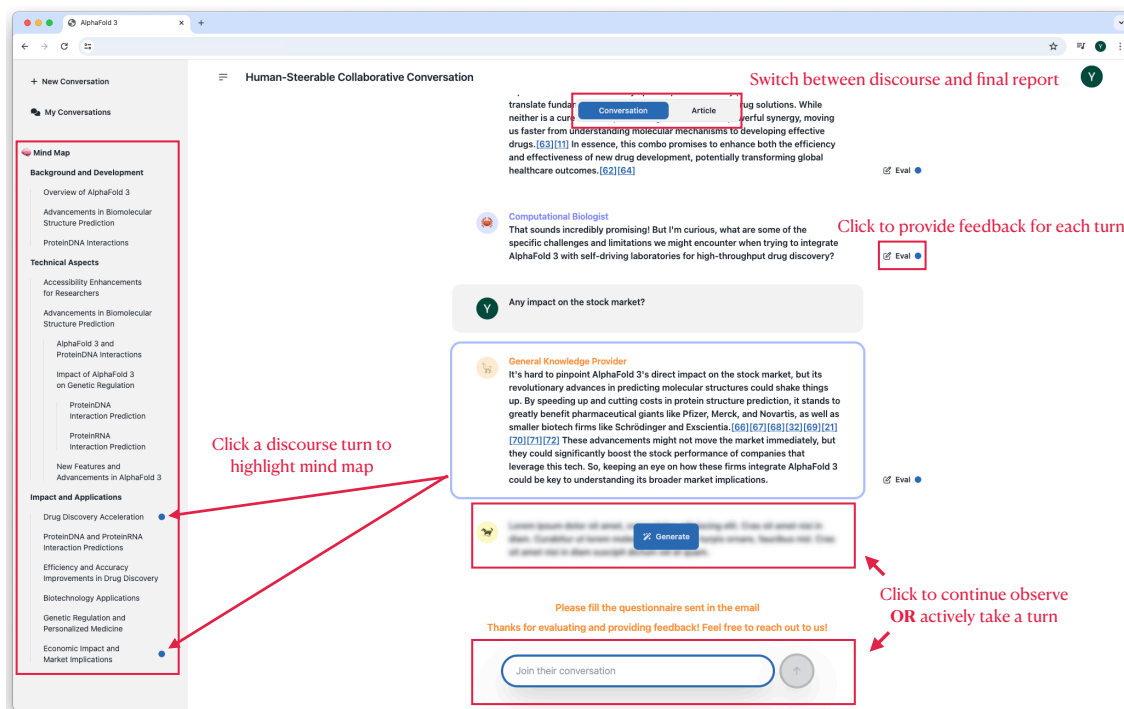 AlphaFold 3
Human-Steerable Collaborative Conversation
Switch between discourse and final report
Y
+ New Conversation
My Conversations
Mind Map
Background and Development
Overview of AlphaFold 3
Advancements in Biomolecular
Structure Prediction
ProteinDNA Interactions
Technical Aspects
Accessibility Enhancements
for Researchers
Advancements in Biomolecular
Structure Prediction
AlphaFold 3 and
ProteinDNA Interactions
Impact of AlphaFold 3
on Genetic Regulation
ProteinDNA
Interaction Prediction
ProteinRNA
Interaction Prediction
New Features and
Advancements in AlphaFold 3
Impact and Applications
Drug Discovery Acceleration
ProteinDNA and ProteinRNA
Interaction Predictions
Efficiency and Accuracy
Improvements in Drug Discovery
Biotechnology Applications
Genetic Regulation and
Personalized Medicine
Economic Impact and
Market Implications
Click a discourse turn to
highlight mind map
Conversation
Article
translate fundar rug solutions. While
neither is a cure werful synergy, moving
us faster from understanding molecular mechanisms to developing effective
drugs.[63][11] In essence, this combo promises to enhance both the efficiency
and effectiveness of new drug development, potentially transforming global
healthcare outcomes.[62][64]
Eval
Computational Biologist
That sounds incredibly promising! But I'm curious, what are some of the
specific challenges and limitations we might encounter when trying to integrate
AlphaFold 3 with self-driving laboratories for high-throughput drug discovery?
Click to provide feedback for each turn
Eval
Y
Any impact on the stock market?
General Knowledge Provider
It's hard to pinpoint AlphaFold 3's direct impact on the stock market, but its
revolutionary advances in predicting molecular structures could shake things
up. By speeding up and cutting costs in protein structure prediction, it stands to
greatly benefit pharmaceutical giants like Pfizer, Merck, and Novartis, as well as
smaller biotech firms like Schrödinger and Exscientia.[66][67][68][32][69][21]
[70][71][72] These advancements might not move the market immediately, but
they could significantly boost the stock performance of companies that
leverage this tech. So, keeping an eye on how these firms integrate AlphaFold 3
could be key to understanding its broader market implications.
Eval
Generate
Click to continue observe
OR actively take a turn
Please fill the questionnaire sent in the email
Thanks for evaluating and providing feedback! Feel free to reach out to us!
Join their conversation